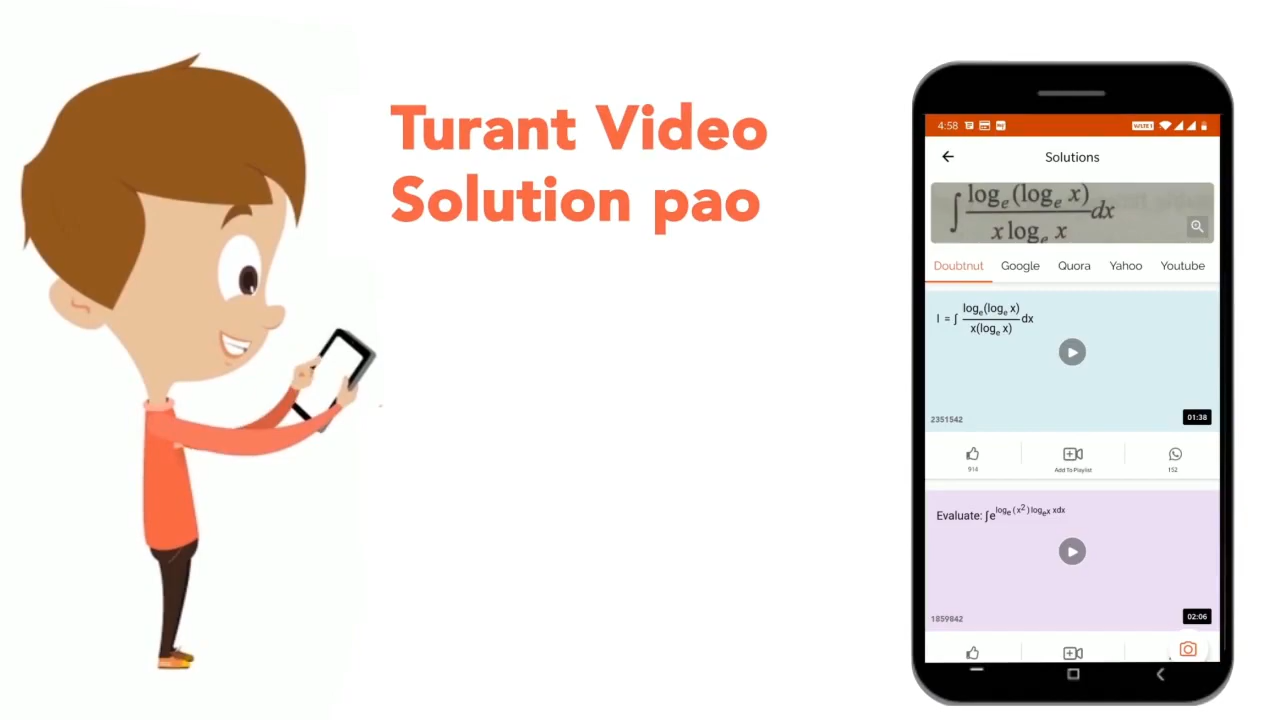 Turant Video
Solution pao
4:58
VoLTE1
Solutions
∫ logₑ(logₑ x) / x logₑ x dx
Doubtnut Google Quora Yahoo Youtube
I = ∫ logₑ(logₑ x) / x(logₑ x) dx
2351542 01:38
914 Add To Playlist 152
Evaluate: ∫e^logₑ(x²)logₑx xdx
1859842 02:06